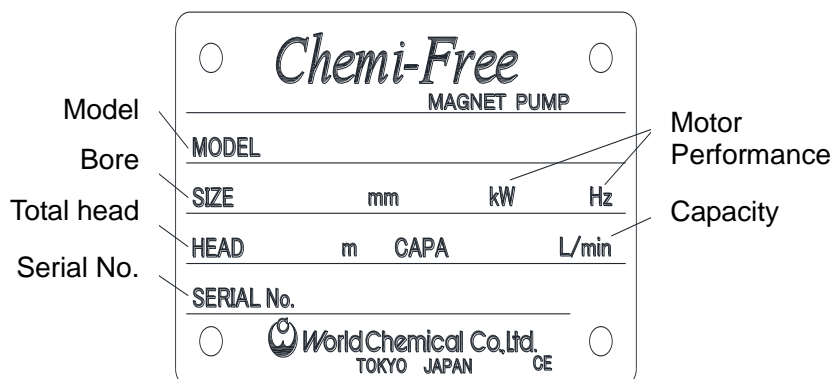 Chemi-Free
MAGNET PUMP
Model
MODEL
Motor
Performance
Bore
SIZE mm kW Hz
Total head
HEAD m CAPA L/min
Capacity
Serial No.
SERIAL No.
World Chemical Co,Ltd.
TOKYO JAPAN CE